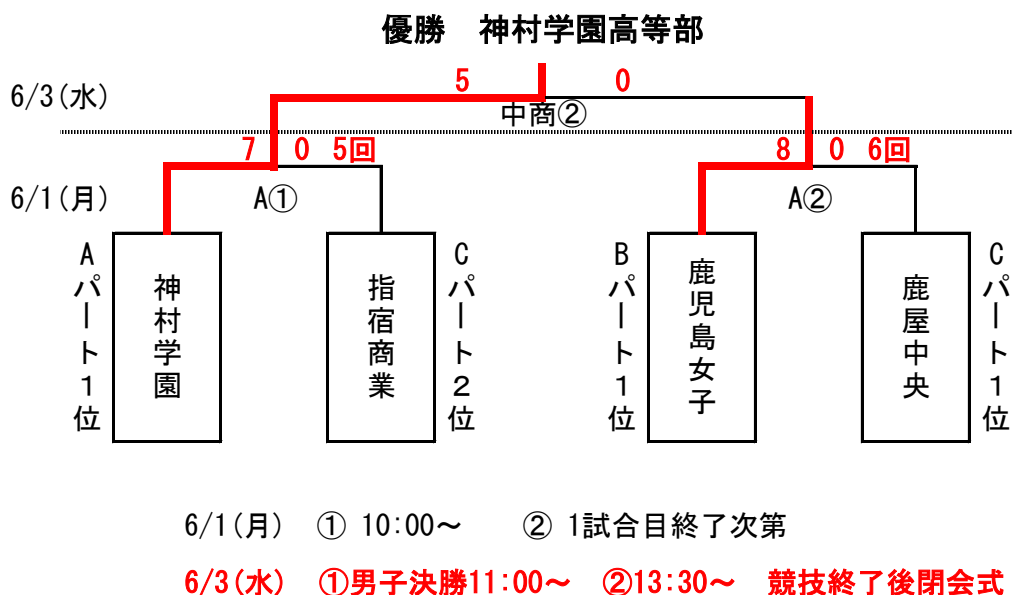 優勝　神村学園高等部
5　0
6/3(水)
中商②
7　0　5回
8　0　6回
6/1(月)
A①
A②
Aパート1位
神村学園
指宿商業
Cパート2位
Bパート1位
鹿児島女子
鹿屋中央
Cパート1位
6/1(月)　① 10:00～　② 1試合目終了次第
6/3(水)　①男子決勝11:00～　②13:30～　競技終了後閉会式